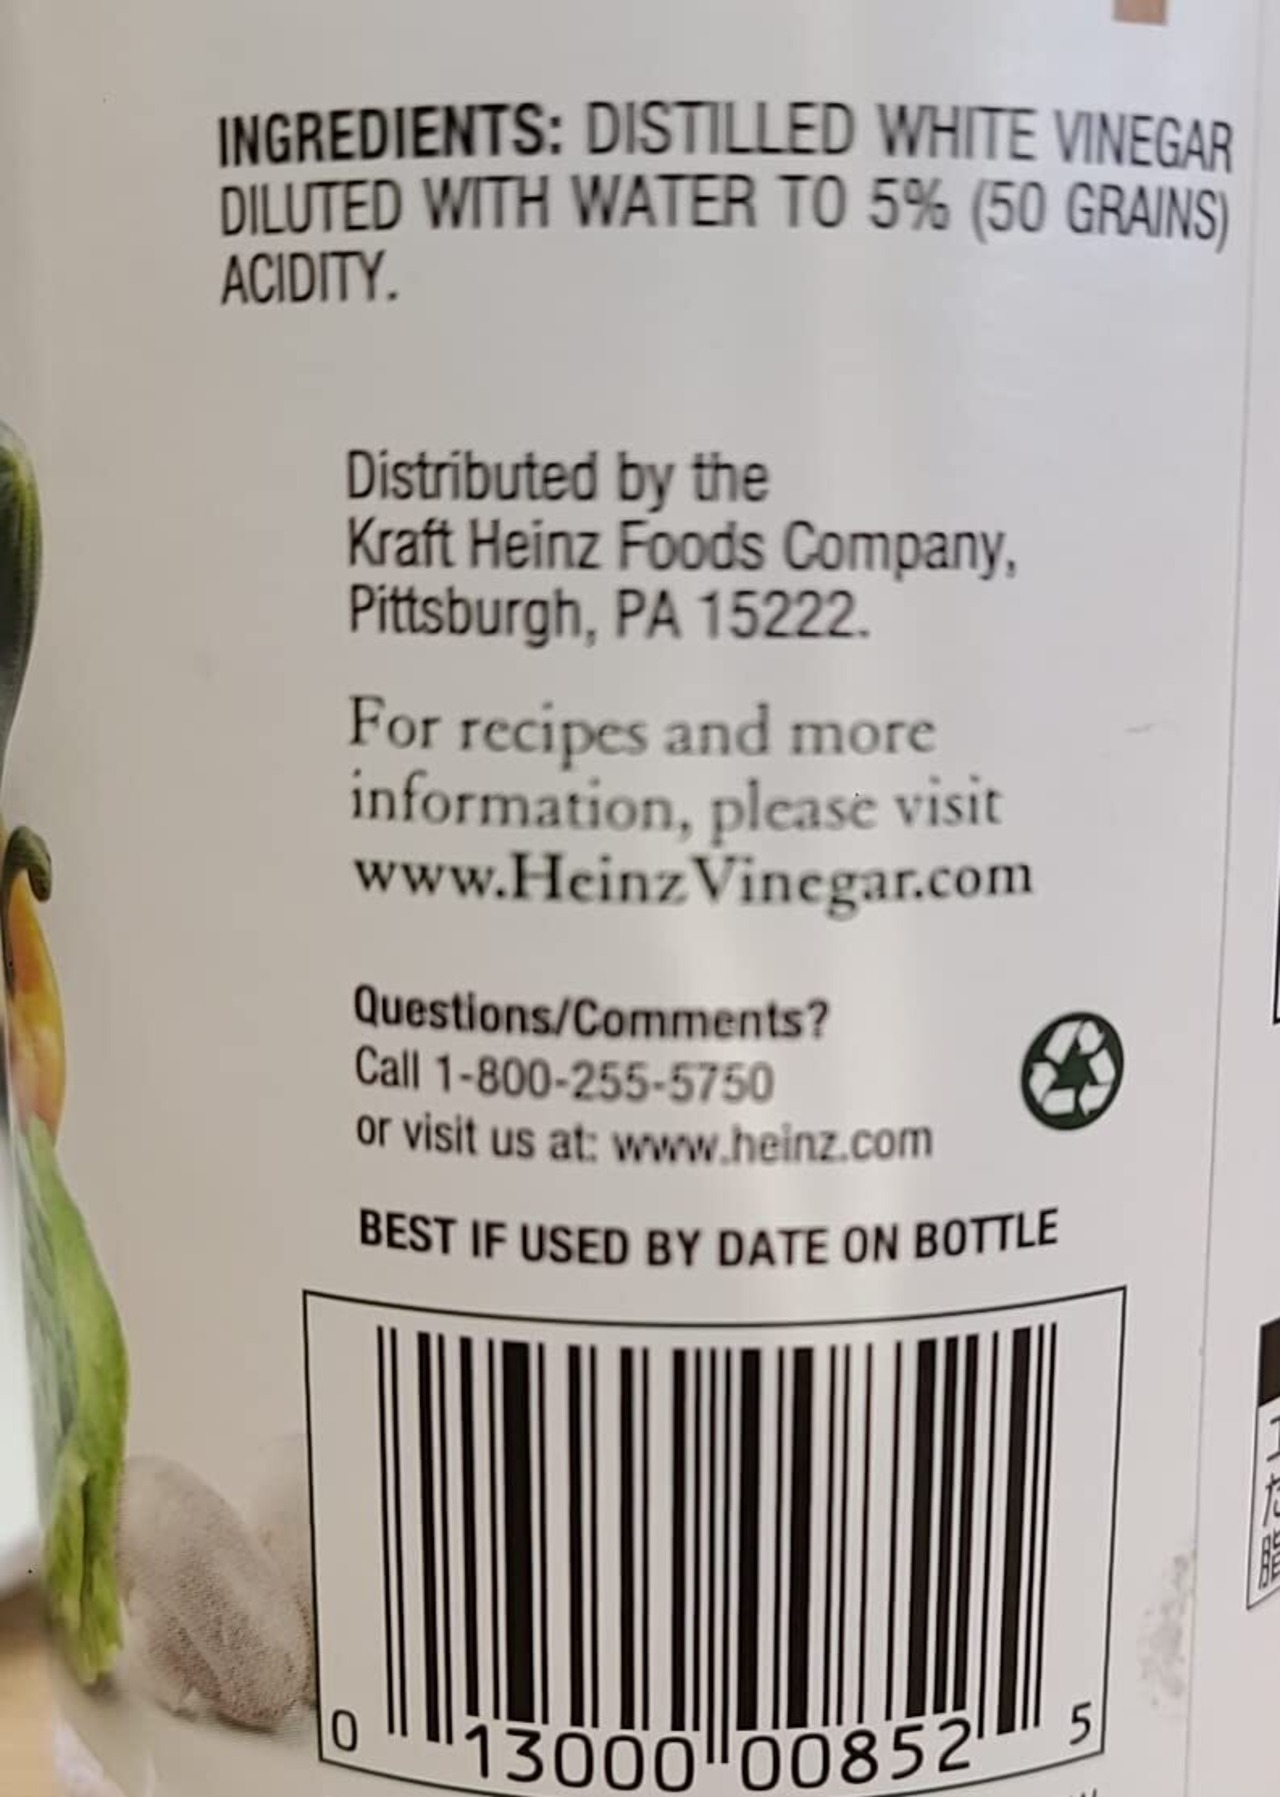 INGREDIENTS: DISTILLED WHITE VINEGAR
DILUTED WITH WATER TO 5% (50 GRAINS)
ACIDITY.
Distributed by the
Kraft Heinz Foods Company,
Pittsburgh, PA 15222.
For recipes and more
information, please visit
www.HeinzVinegar.com
Questions/Comments?
Call 1-800-255-5750
or visit us at: www.heinz.com
BEST IF USED BY DATE ON BOTTLE
0 13000 00852 5